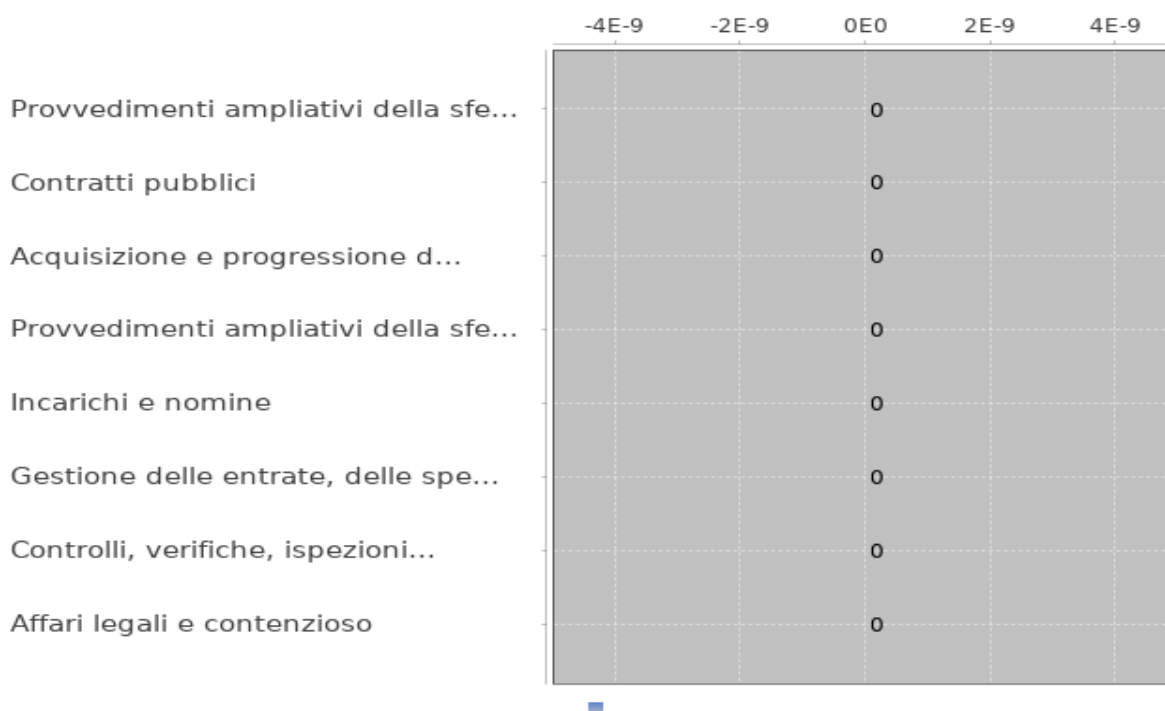 -4E-9 -2E-9 0E0 2E-9 4E-9
Provvedimenti ampliativi della sfe... 0
Contratti pubblici 0
Acquisizione e progressione d... 0
Provvedimenti ampliativi della sfe... 0
Incarichi e nomine 0
Gestione delle entrate, delle spe... 0
Controlli, verifiche, ispezioni... 0
Affari legali e contenzioso 0